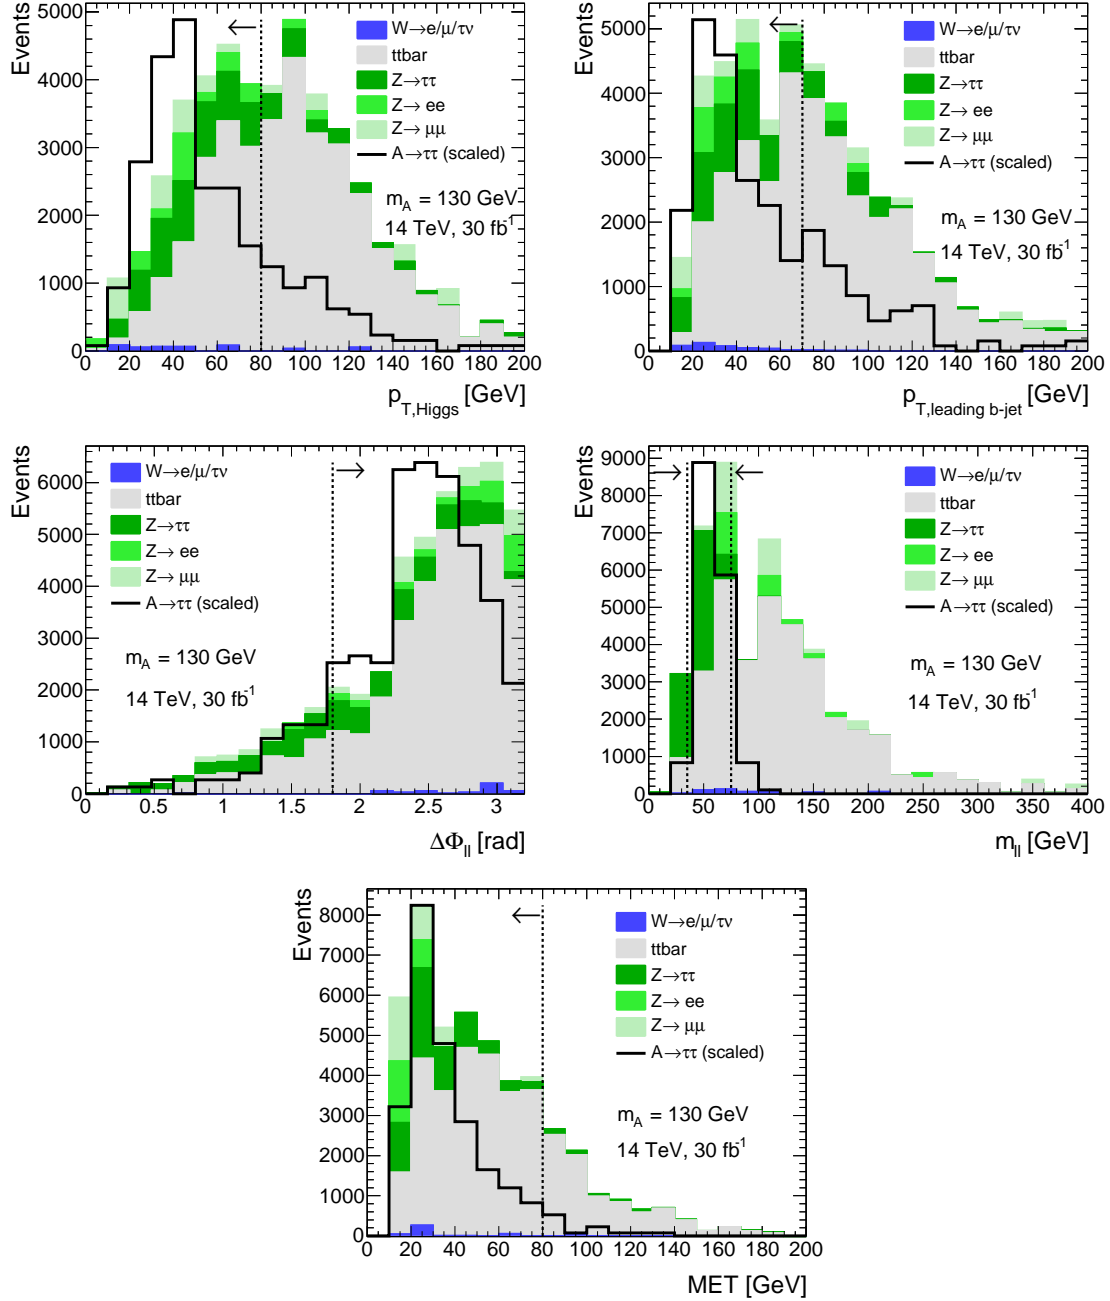 Events
5000
4000
3000
2000
1000
0
W→e/μ/τν
ttbar
Z→ττ
Z→ ee
Z→ μμ
A→ττ (scaled)
m_A = 130 GeV
14 TeV, 30 fb⁻¹
0 20 40 60 80 100 120 140 160 180 200
p_T,Higgs [GeV]
Events
5000
4000
3000
2000
1000
0
W→e/μ/τν
ttbar
Z→ττ
Z→ ee
Z→ μμ
A→ττ (scaled)
m_A = 130 GeV
14 TeV, 30 fb⁻¹
0 20 40 60 80 100 120 140 160 180 200
p_T,leading b-jet [GeV]
Events
6000
5000
4000
3000
2000
1000
0
W→e/μ/τν
ttbar
Z→ττ
Z→ ee
Z→ μμ
A→ττ (scaled)
m_A = 130 GeV
14 TeV, 30 fb⁻¹
0 0.5 1 1.5 2 2.5 3
ΔΦ_ll [rad]
Events
9000
8000
7000
6000
5000
4000
3000
2000
1000
0
W→e/μ/τν
ttbar
Z→ττ
Z→ ee
Z→ μμ
A→ττ (scaled)
m_A = 130 GeV
14 TeV, 30 fb⁻¹
0 50 100 150 200 250 300 350 400
m_ll [GeV]
Events
8000
7000
6000
5000
4000
3000
2000
1000
0
W→e/μ/τν
ttbar
Z→ττ
Z→ ee
Z→ μμ
A→ττ (scaled)
m_A = 130 GeV
14 TeV, 30 fb⁻¹
0 20 40 60 80 100 120 140 160 180 200
MET [GeV]